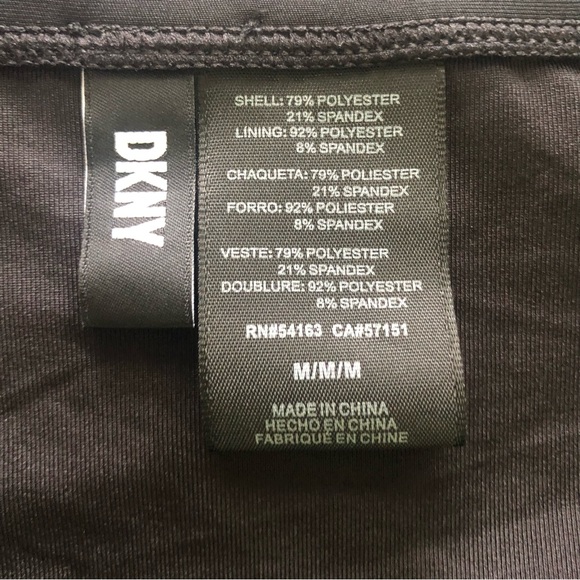 DKNY
SHELL: 79% POLYESTER
21% SPANDEX
LINING: 92% POLYESTER
8% SPANDEX
CHAQUETA: 79% POLIESTER
21% SPANDEX
FORRO: 92% POLIESTER
8% SPANDEX
VESTE: 79% POLYESTER
21% SPANDEX
DOUBLURE: 92% POLYESTER
8% SPANDEX
RN#54163 CA#57151
M/M/M
MADE IN CHINA
HECHO EN CHINA
FABRIQUÉ EN CHINE